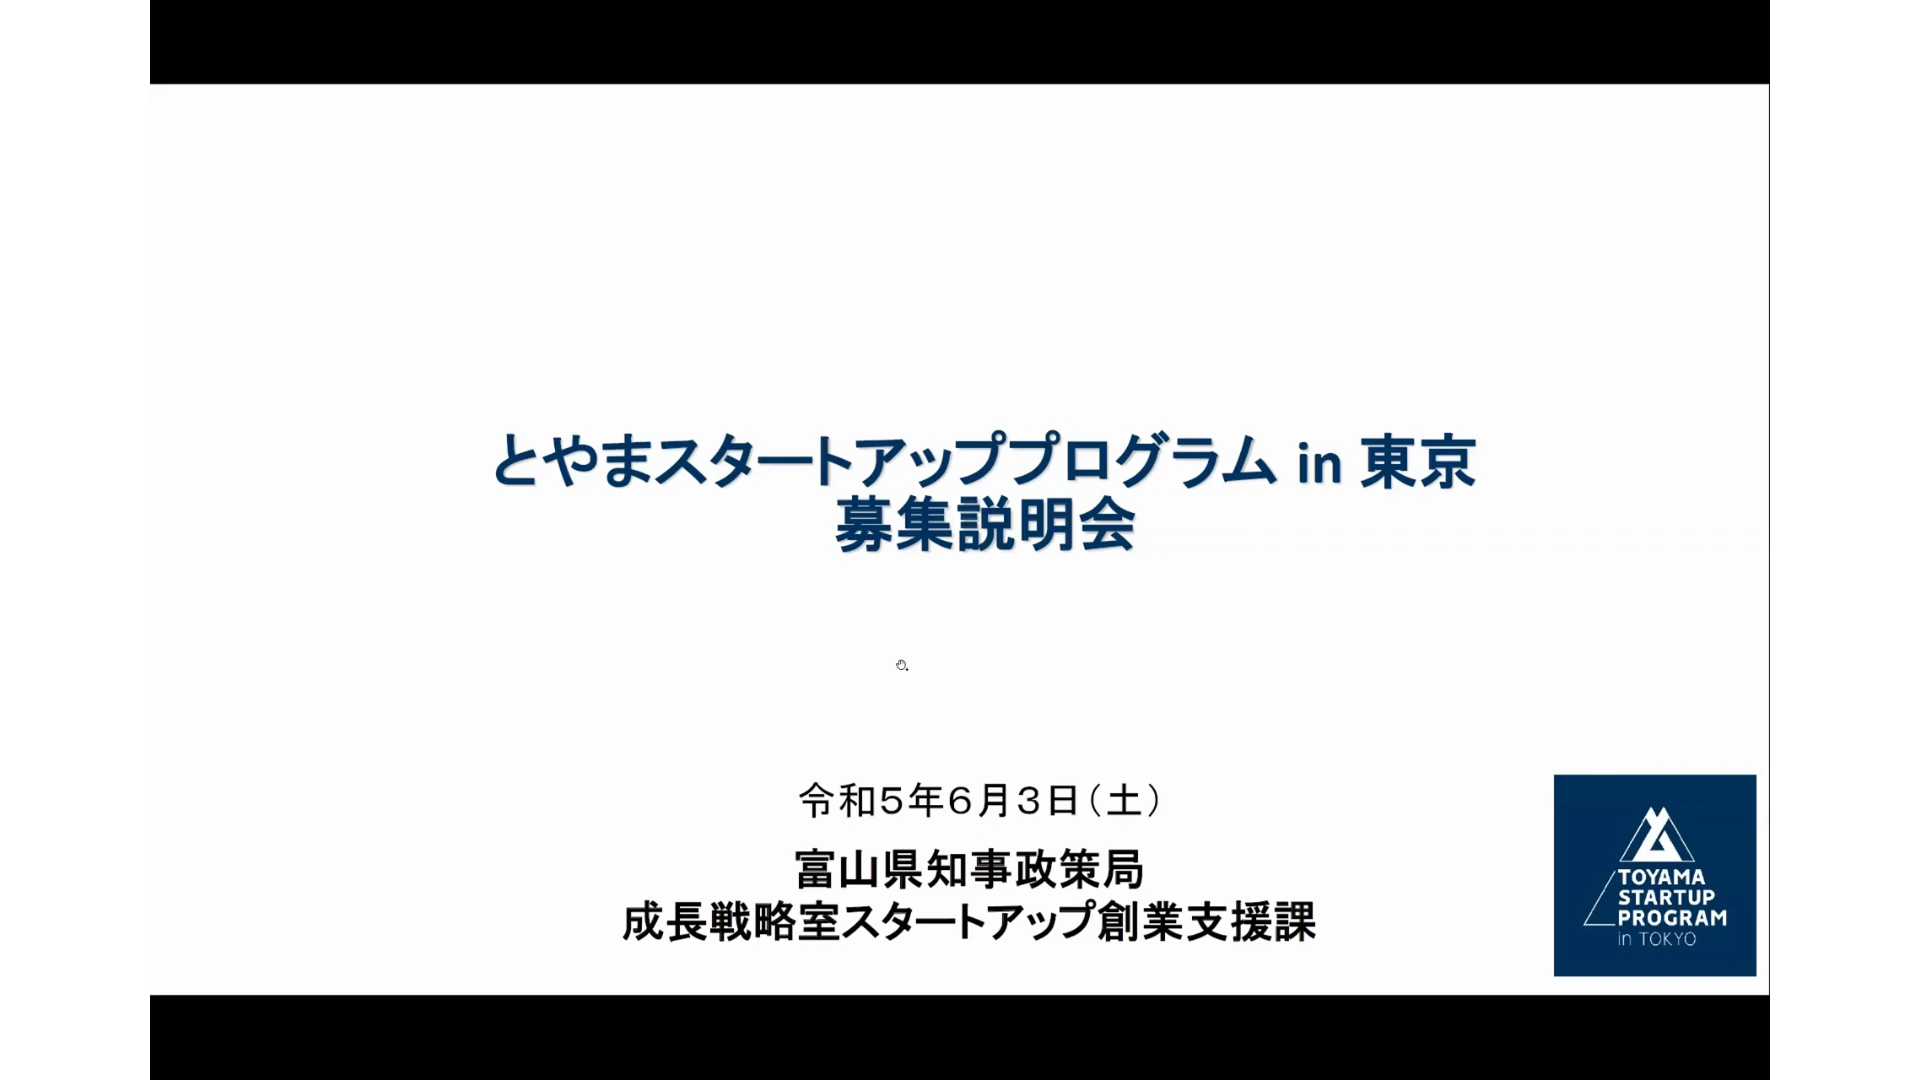 とやまスタートアッププログラム in 東京
募集説明会
令和５年６月３日（土）
富山県知事政策局
成長戦略室スタートアップ創業支援課
TOYAMA
STARTUP
PROGRAM
in TOKYO